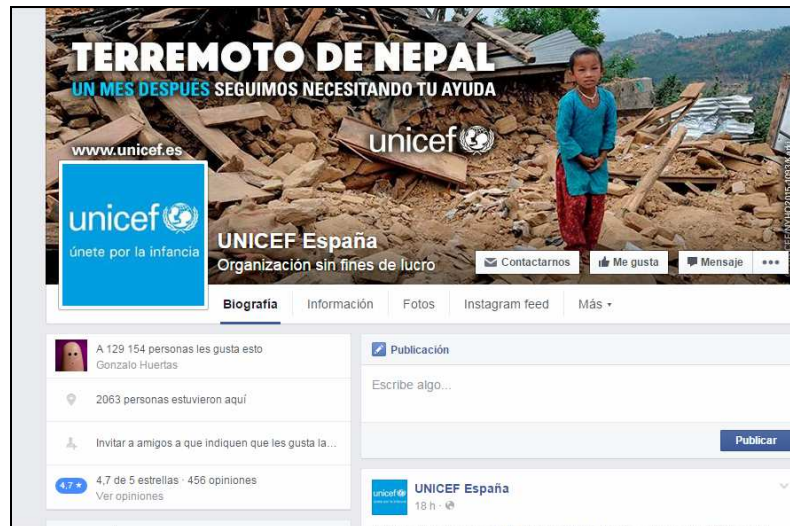 TERREMOTO DE NEPAL
UN MES DESPUÉS SEGUIMOS NECESITANDO TU AYUDA
www.unicef.es
unicef
unicef
únete por la infancia
UNICEF España
Organización sin fines de lucro
Contactarnos
Me gusta
Mensaje
Biografía
Información
Fotos
Instagram feed
Más
A 129 154 personas les gusta esto
Gonzalo Huertas
2063 personas estuvieron aquí
Invitar a amigos a que indiquen que les gusta la...
4,7 ★
4,7 de 5 estrellas · 456 opiniones
Ver opiniones
Publicación
Escribe algo...
Publicar
unicef
UNICEF España
18 h ·